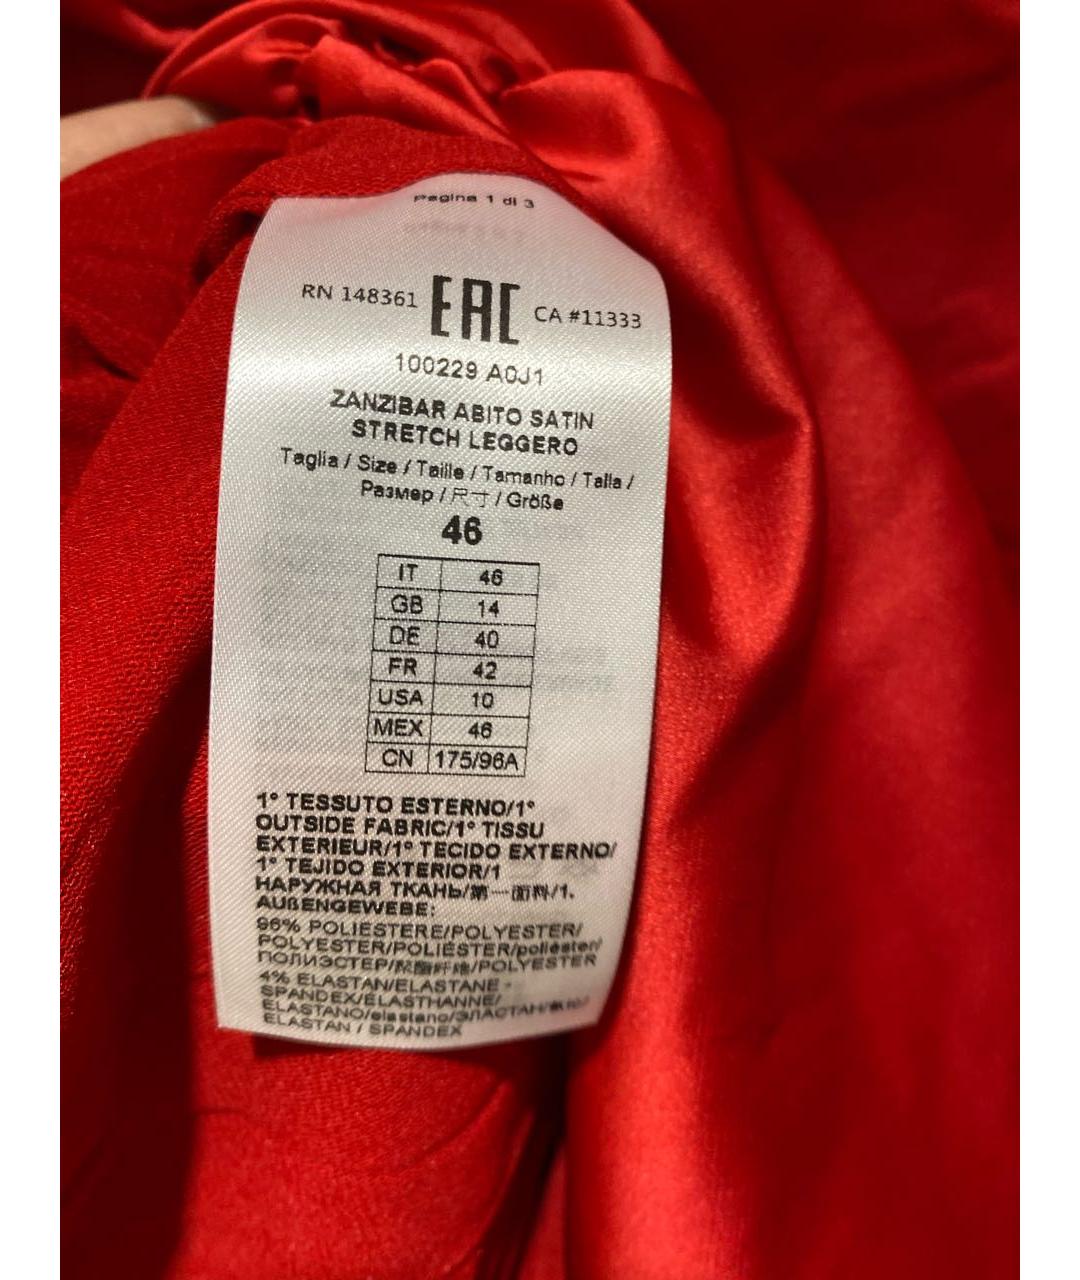 Pagina 1 di 3
RN 148361 EAC CA #11333
100229 A0J1
ZANZIBAR ABITO SATIN
STRETCH LEGGERO
Taglia / Size / Taille / Tamanho / Talla /
Размер / 尺寸 / Größe
46
IT 46
GB 14
DE 40
FR 42
USA 10
MEX 46
CN 175/96A
1° TESSUTO ESTERNO/1°
OUTSIDE FABRIC/1° TISSU
EXTERIEUR/1° TECIDO EXTERNO/
1° TEJIDO EXTERIOR/1
НАРУЖНАЯ ТКАНЬ/第一面料/1.
AUßENGEWEBE:
96% POLIESTERE/POLYESTER/
POLYESTER/POLIÉSTER/poliéster/
ПОЛИЭСТЕР/聚酯纤维/POLYESTER
4% ELASTAN/ELASTANE -
SPANDEX/ÉLASTHANNE/
ELASTANO/elastano/ЭЛАСТАН/氨纶/
ELASTAN / SPANDEX